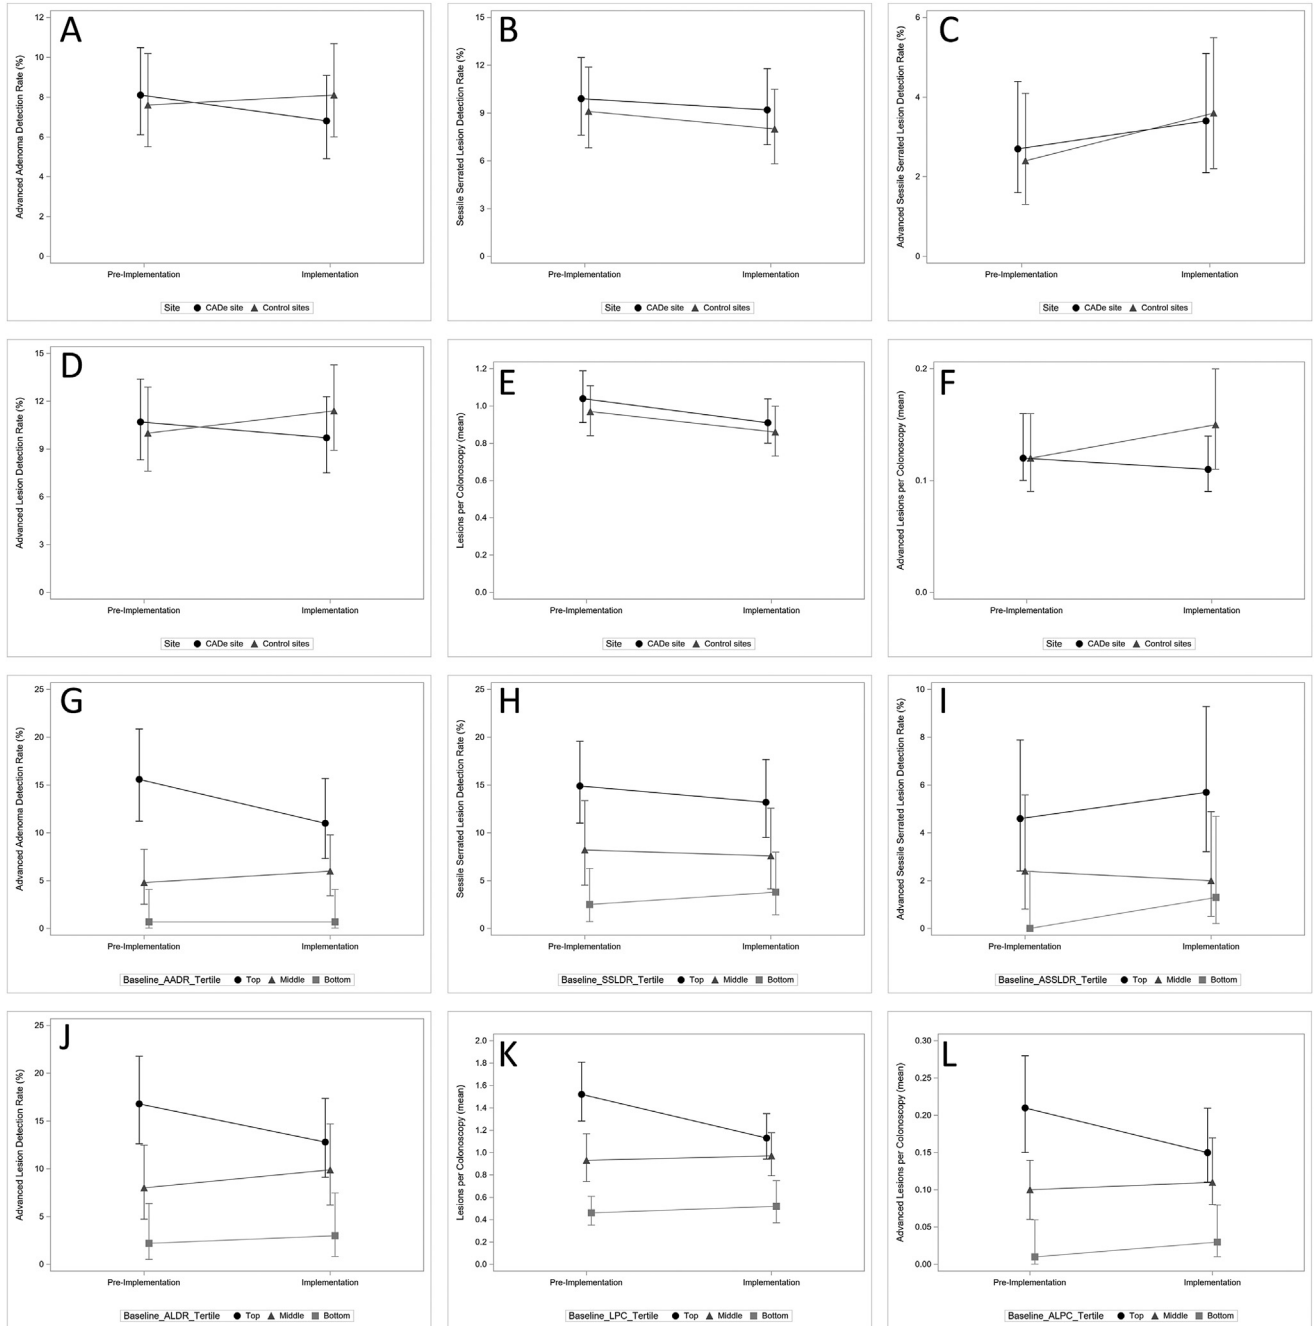 A
Advanced Adenoma Detection Rate (%)
12
10
8
6
4
2
0
Pre-Implementation Implementation
Site CADe site Control sites
B
Sessile Serrated Lesion Detection Rate (%)
15
12
9
6
3
0
Pre-Implementation Implementation
Site CADe site Control sites
C
Advanced Sessile Serrated Lesion Detection Rate (%)
6
4
2
0
Pre-Implementation Implementation
Site CADe site Control sites
D
Advanced Lesion Detection Rate (%)
15
12
9
6
3
0
Pre-Implementation Implementation
Site CADe site Control sites
E
Lesions per Colonoscopy (mean)
1.2
1.0
0.8
0.6
0.4
0.2
0.0
Pre-Implementation Implementation
Site CADe site Control sites
F
Advanced Lesions per Colonoscopy (mean)
0.2
0.1
0.0
Pre-Implementation Implementation
Site CADe site Control sites
G
Advanced Adenoma Detection Rate (%)
25
20
15
10
5
0
Pre-Implementation Implementation
Baseline_AADR_Tertile Top Middle Bottom
H
Sessile Serrated Lesion Detection Rate (%)
25
20
15
10
5
0
Pre-Implementation Implementation
Baseline_SSLDR_Tertile Top Middle Bottom
I
Advanced Sessile Serrated Lesion Detection Rate (%)
10
8
6
4
2
0
Pre-Implementation Implementation
Baseline_ASSLDR_Tertile Top Middle Bottom
J
Advanced Lesion Detection Rate (%)
25
20
15
10
5
0
Pre-Implementation Implementation
Baseline_ALDR_Tertile Top Middle Bottom
K
Lesions per Colonoscopy (mean)
2.0
1.8
1.6
1.4
1.2
1.0
0.8
0.6
0.4
0.2
0.0
Pre-Implementation Implementation
Baseline_LPC_Tertile Top Middle Bottom
L
Advanced Lesions per Colonoscopy (mean)
0.30
0.25
0.20
0.15
0.10
0.05
0.00
Pre-Implementation Implementation
Baseline_ALPC_Tertile Top Middle Bottom